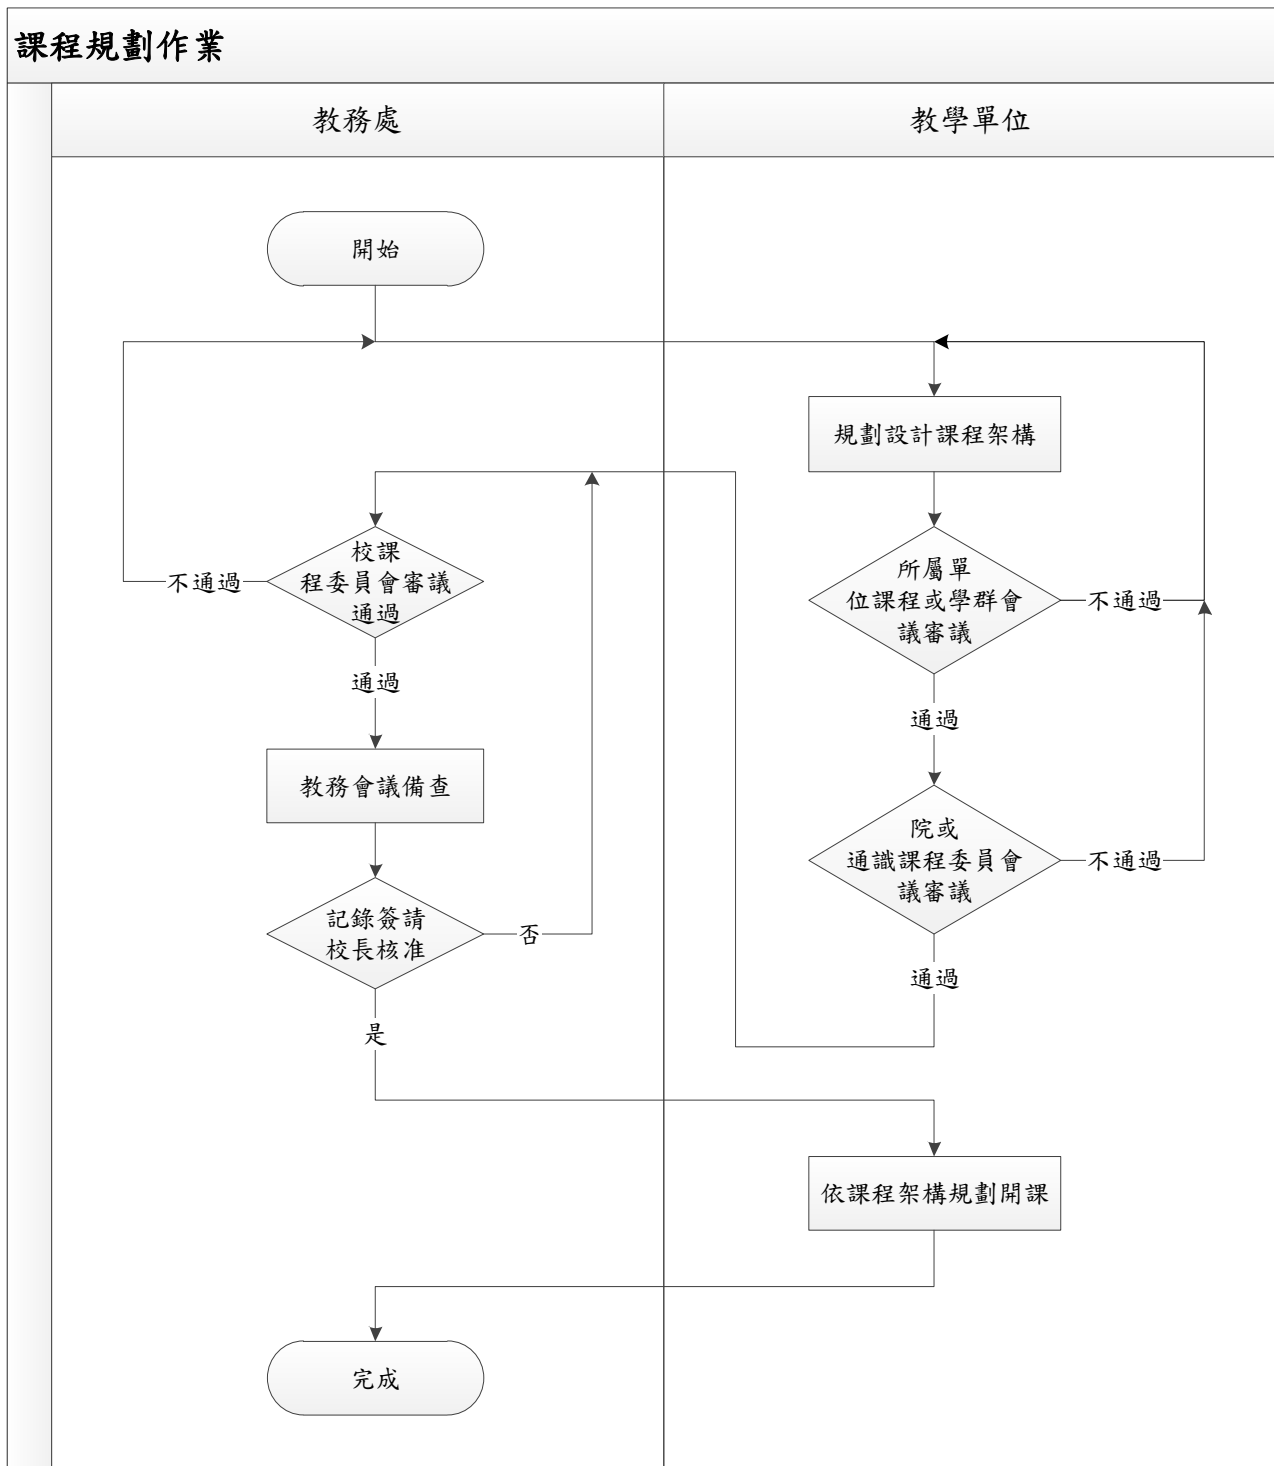 課程規劃作業
教務處
教學單位
開始
規劃設計課程架構
校課
程委員會審議
通過
不通過
所屬單
位課程或學群會
議審議
不通過
通過
通過
教務會議備查
院或
通識課程委員會
議審議
不通過
記錄簽請
校長核准
否
通過
是
依課程架構規劃開課
完成